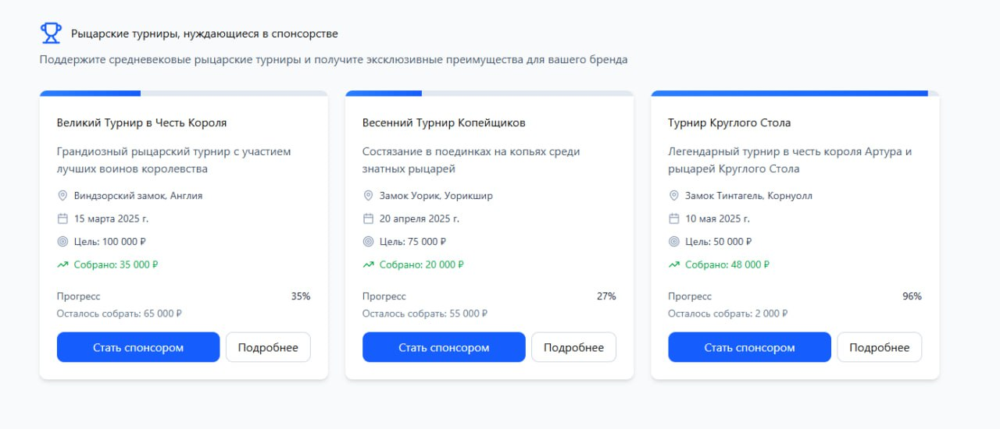 Рыцарские турниры, нуждающиеся в спонсорстве
Поддержите средневековые рыцарские турниры и получите эксклюзивные преимущества для вашего бренда
Великий Турнир в Честь Короля
Грандиозный рыцарский турнир с участием
лучших воинов королевства
Виндзорский замок, Англия
15 марта 2025 г.
Цель: 100 000 ₽
Собрано: 35 000 ₽
Прогресс 35%
Осталось собрать: 65 000 ₽
Стать спонсором Подробнее
Весенний Турнир Копейщиков
Состязание в поединках на копьях среди
знатных рыцарей
Замок Уорик, Уорикшир
20 апреля 2025 г.
Цель: 75 000 ₽
Собрано: 20 000 ₽
Прогресс 27%
Осталось собрать: 55 000 ₽
Стать спонсором Подробнее
Турнир Круглого Стола
Легендарный турнир в честь короля Артура и
рыцарей Круглого Стола
Замок Тинтагель, Корнуолл
10 мая 2025 г.
Цель: 50 000 ₽
Собрано: 48 000 ₽
Прогресс 96%
Осталось собрать: 2 000 ₽
Стать спонсором Подробнее